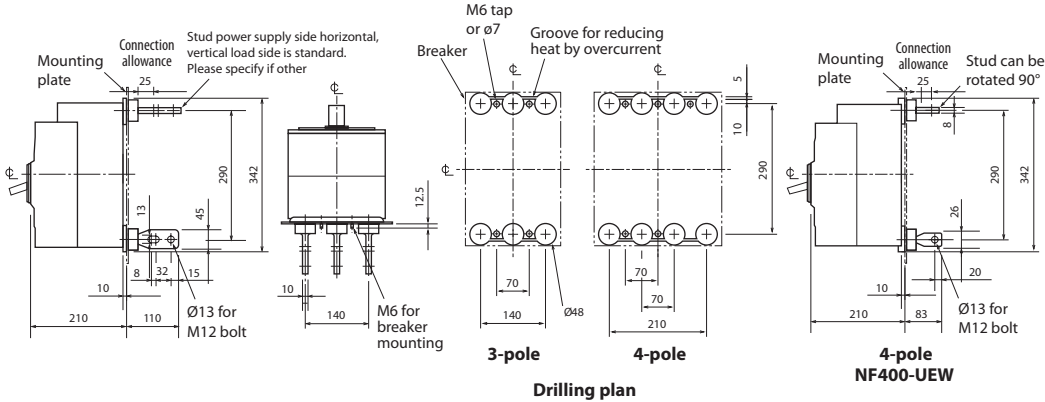 Mounting
plate
Connection
allowance
25
Stud power supply side horizontal,
vertical load side is standard.
Please specify if other
℄
290
342
13
45
8
32
15
10
210
110
Ø13 for
M12 bolt
℄
12.5
10
140
M6 for
breaker
mounting
M6 tap
or ø7
Groove for reducing
heat by overcurrent
Breaker
℄
℄
℄
5
10
290
70
140
Ø48
70
70
210
3-pole
4-pole
Drilling plan
Mounting
plate
Connection
allowance
25
Stud can be
rotated 90°
8
℄
290
342
26
20
10
210
83
Ø13 for
M12 bolt
4-pole
NF400-UEW